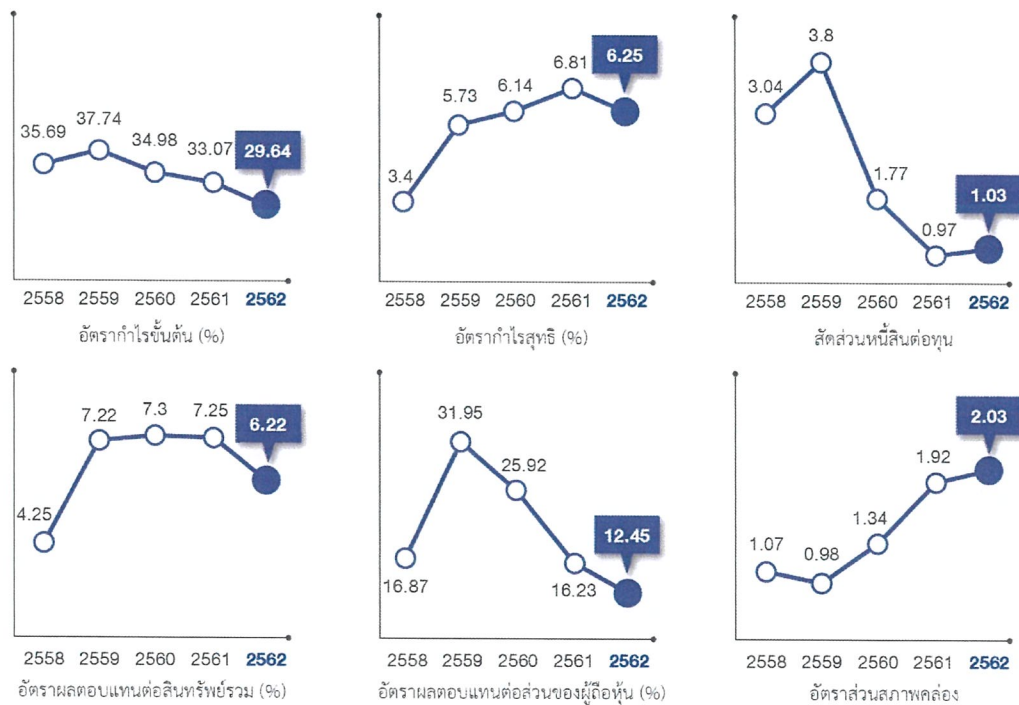 35.69
37.74
34.98
33.07
29.64
2558 2559 2560 2561 2562
อัตรากำไรขั้นต้น (%)
3.4
5.73
6.14
6.81
6.25
2558 2559 2560 2561 2562
อัตรากำไรสุทธิ (%)
3.04
3.8
1.77
0.97
1.03
2558 2559 2560 2561 2562
สัดส่วนหนี้สินต่อทุน
4.25
7.22
7.3
7.25
6.22
2558 2559 2560 2561 2562
อัตราผลตอบแทนต่อสินทรัพย์รวม (%)
16.87
31.95
25.92
16.23
12.45
2558 2559 2560 2561 2562
อัตราผลตอบแทนต่อส่วนของผู้ถือหุ้น (%)
1.07
0.98
1.34
1.92
2.03
2558 2559 2560 2561 2562
อัตราส่วนสภาพคล่อง